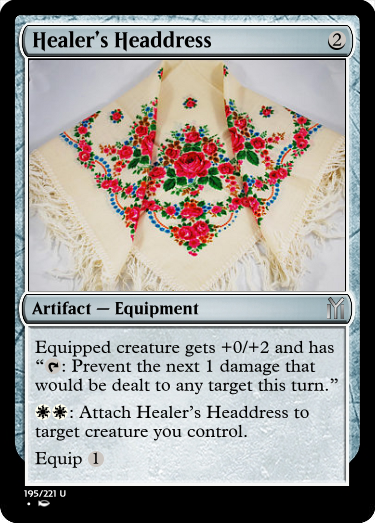 Healer's Headdress 2
Artifact — Equipment
Equipped creature gets +0/+2 and has
“ : Prevent the next 1 damage that
would be dealt to any target this turn.”
: Attach Healer's Headdress to
target creature you control.
Equip 1
195/221 U